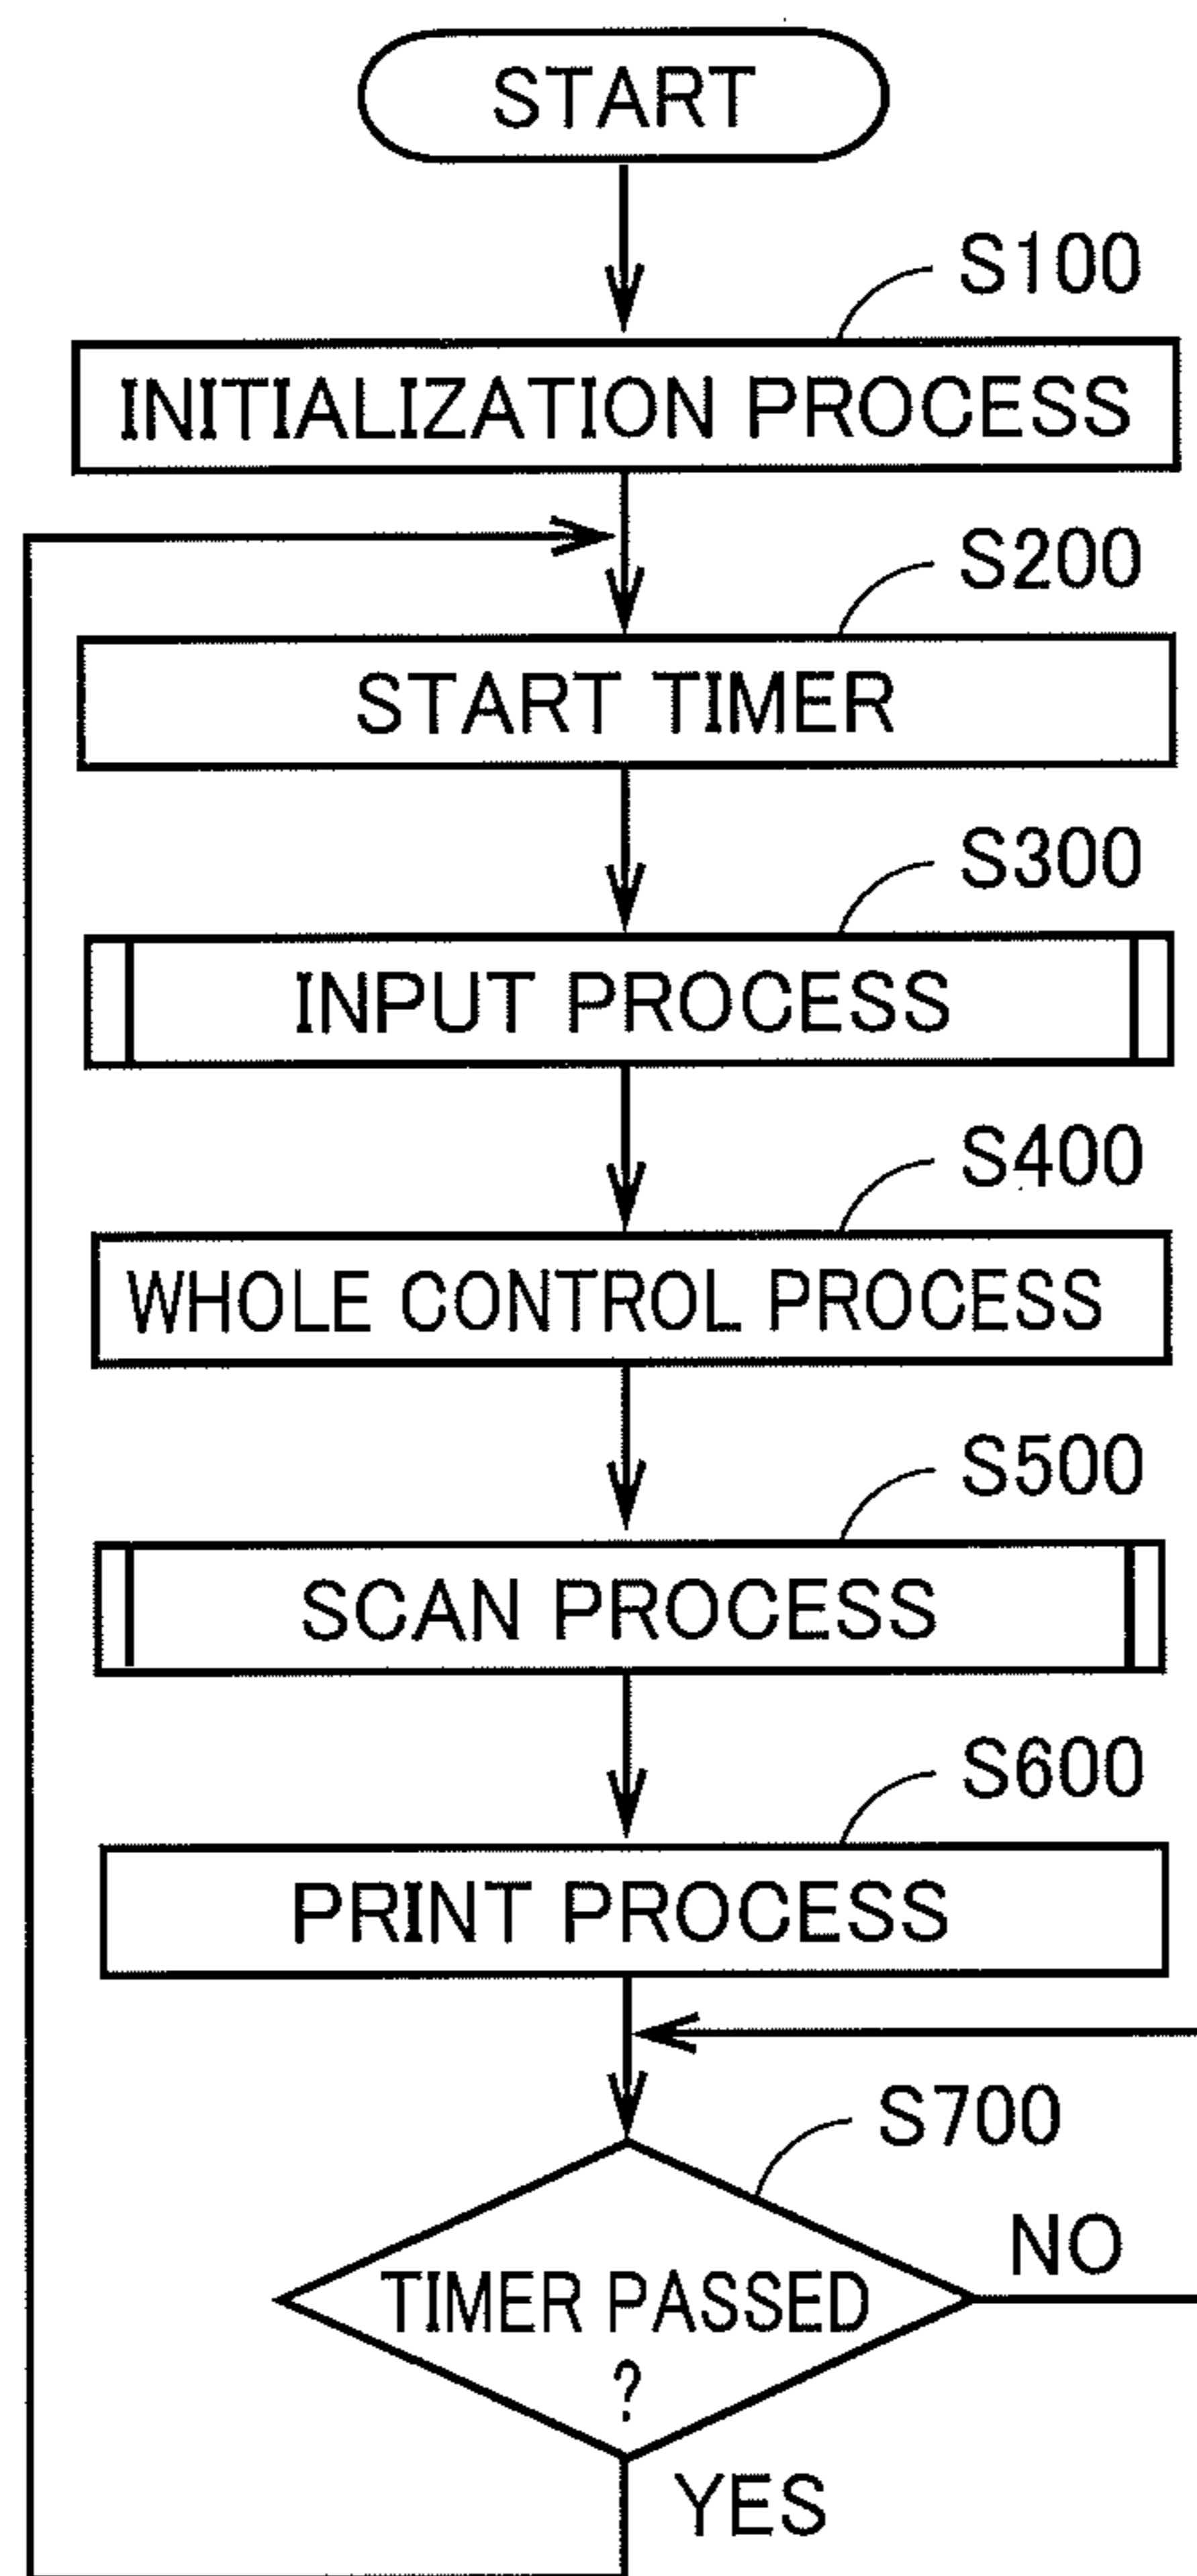 START
S100
INITIALIZATION PROCESS
S200
START TIMER
S300
INPUT PROCESS
S400
WHOLE CONTROL PROCESS
S500
SCAN PROCESS
S600
PRINT PROCESS
S700
NO
TIMER PASSED
?
YES